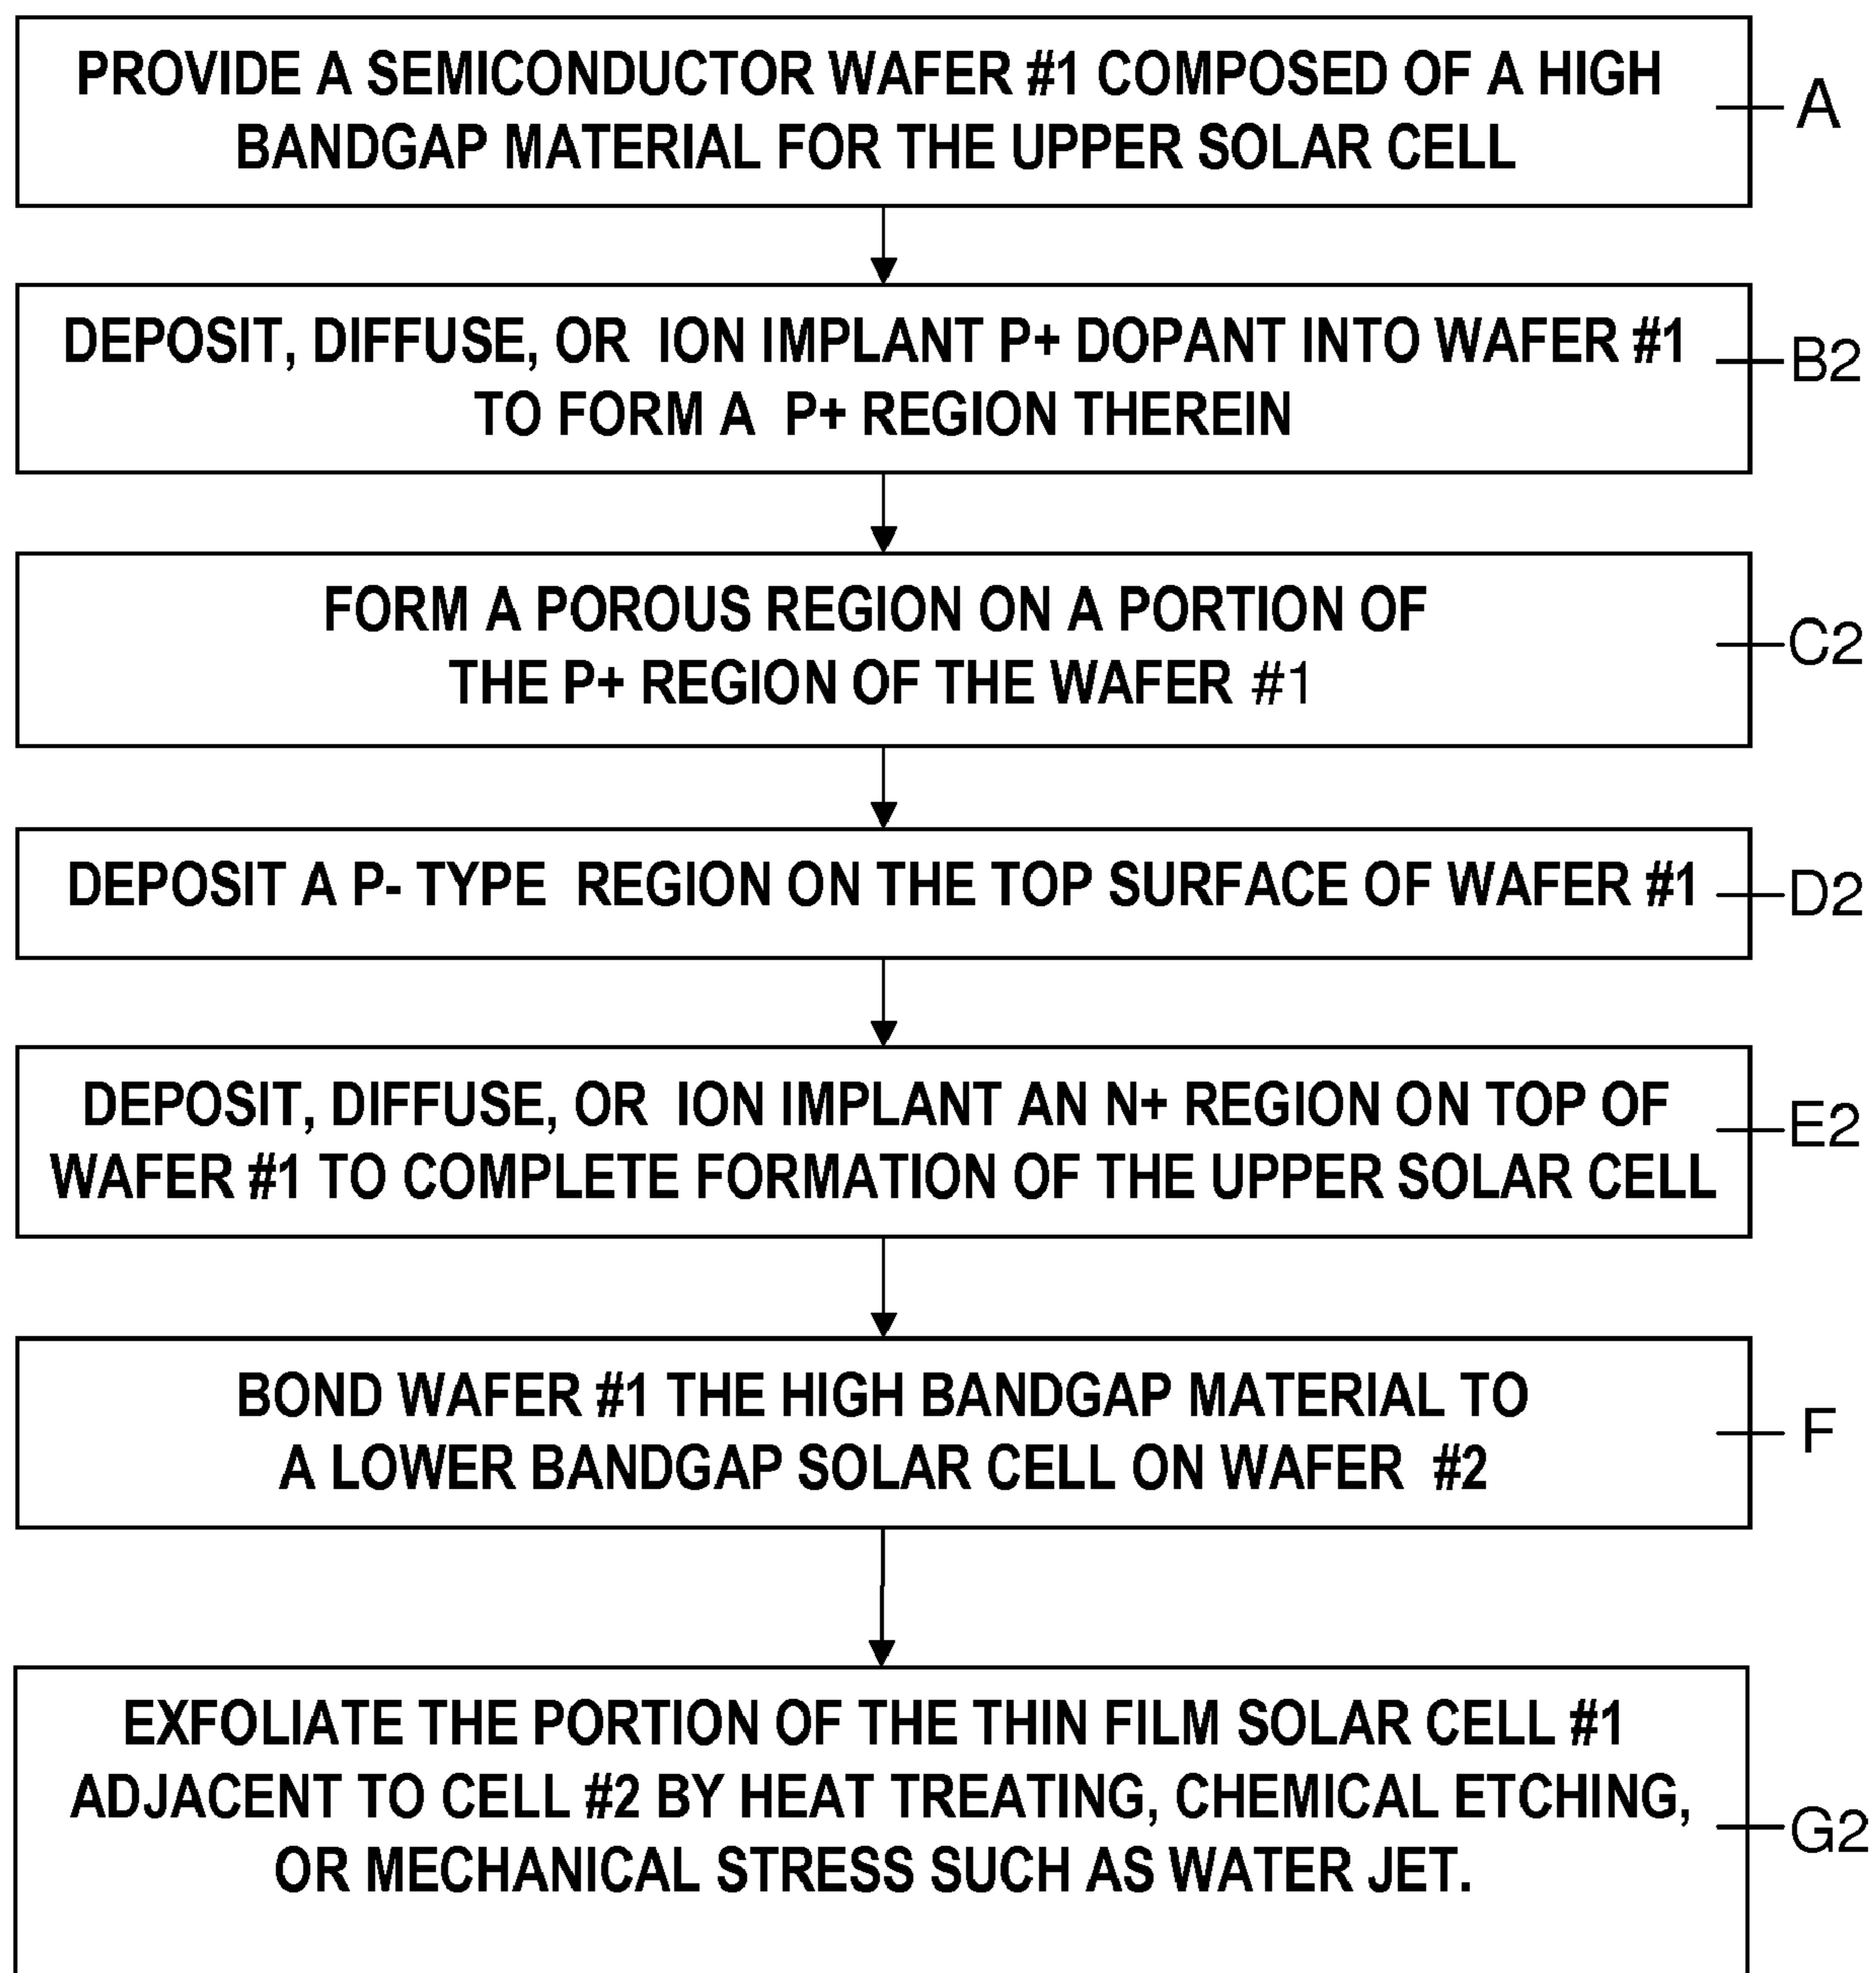 PROVIDE A SEMICONDUCTOR WAFER #1 COMPOSED OF A HIGH
BANDGAP MATERIAL FOR THE UPPER SOLAR CELL
A
DEPOSIT, DIFFUSE, OR ION IMPLANT P+ DOPANT INTO WAFER #1
TO FORM A P+ REGION THEREIN
B2
FORM A POROUS REGION ON A PORTION OF
THE P+ REGION OF THE WAFER #1
C2
DEPOSIT A P- TYPE REGION ON THE TOP SURFACE OF WAFER #1
D2
DEPOSIT, DIFFUSE, OR ION IMPLANT AN N+ REGION ON TOP OF
WAFER #1 TO COMPLETE FORMATION OF THE UPPER SOLAR CELL
E2
BOND WAFER #1 THE HIGH BANDGAP MATERIAL TO
A LOWER BANDGAP SOLAR CELL ON WAFER #2
F
EXFOLIATE THE PORTION OF THE THIN FILM SOLAR CELL #1
ADJACENT TO CELL #2 BY HEAT TREATING, CHEMICAL ETCHING,
OR MECHANICAL STRESS SUCH AS WATER JET.
G2